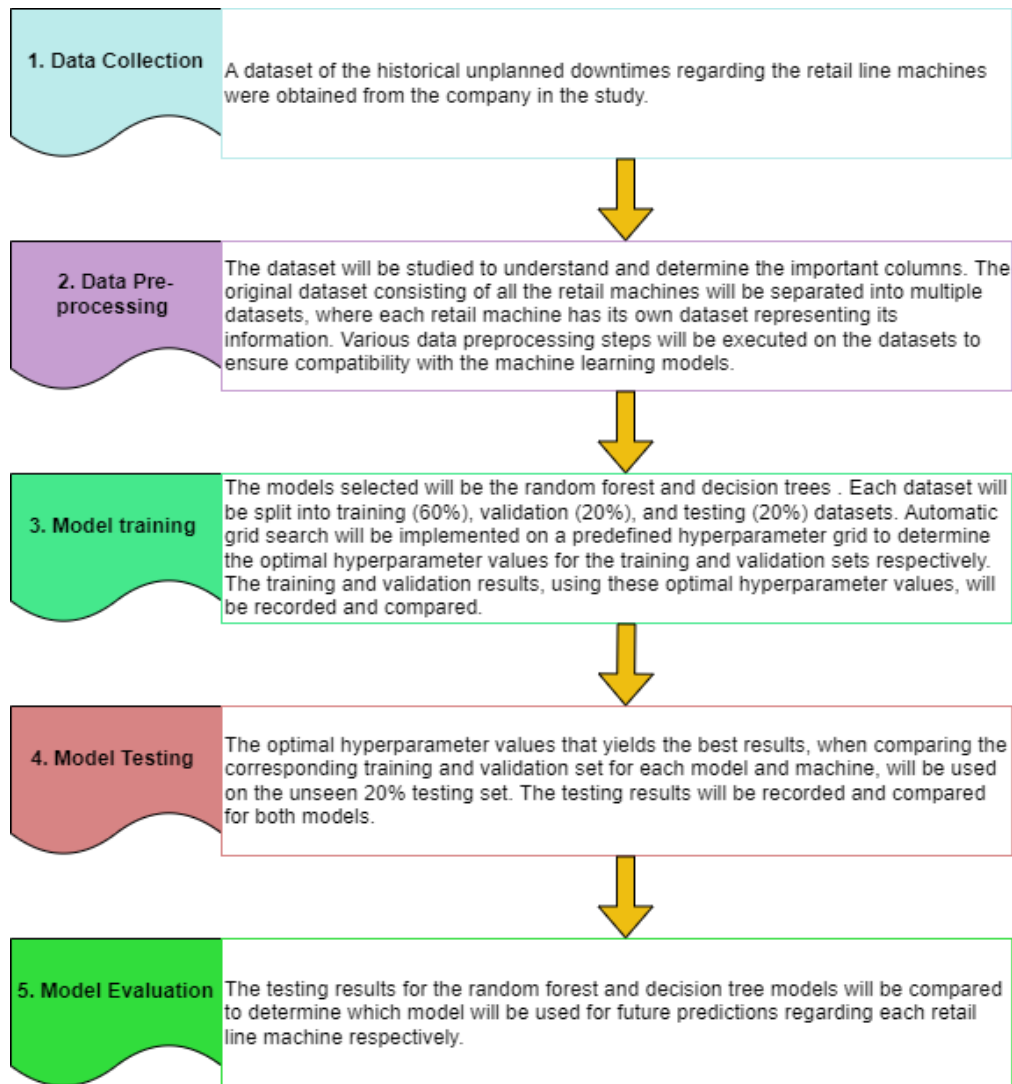 1. Data Collection
A dataset of the historical unplanned downtimes regarding the retail line machines
were obtained from the company in the study.
2. Data Pre-
processing
The dataset will be studied to understand and determine the important columns. The
original dataset consisting of all the retail machines will be separated into multiple
datasets, where each retail machine has its own dataset representing its
information. Various data preprocessing steps will be executed on the datasets to
ensure compatibility with the machine learning models.
3. Model training
The models selected will be the random forest and decision trees . Each dataset will
be split into training (60%), validation (20%), and testing (20%) datasets. Automatic
grid search will be implemented on a predefined hyperparameter grid to determine
the optimal hyperparameter values for the training and validation sets respectively.
The training and validation results, using these optimal hyperparameter values, will
be recorded and compared.
4. Model Testing
The optimal hyperparameter values that yields the best results, when comparing the
corresponding training and validation set for each model and machine, will be used
on the unseen 20% testing set. The testing results will be recorded and compared
for both models.
5. Model Evaluation
The testing results for the random forest and decision tree models will be compared
to determine which model will be used for future predictions regarding each retail
line machine respectively.